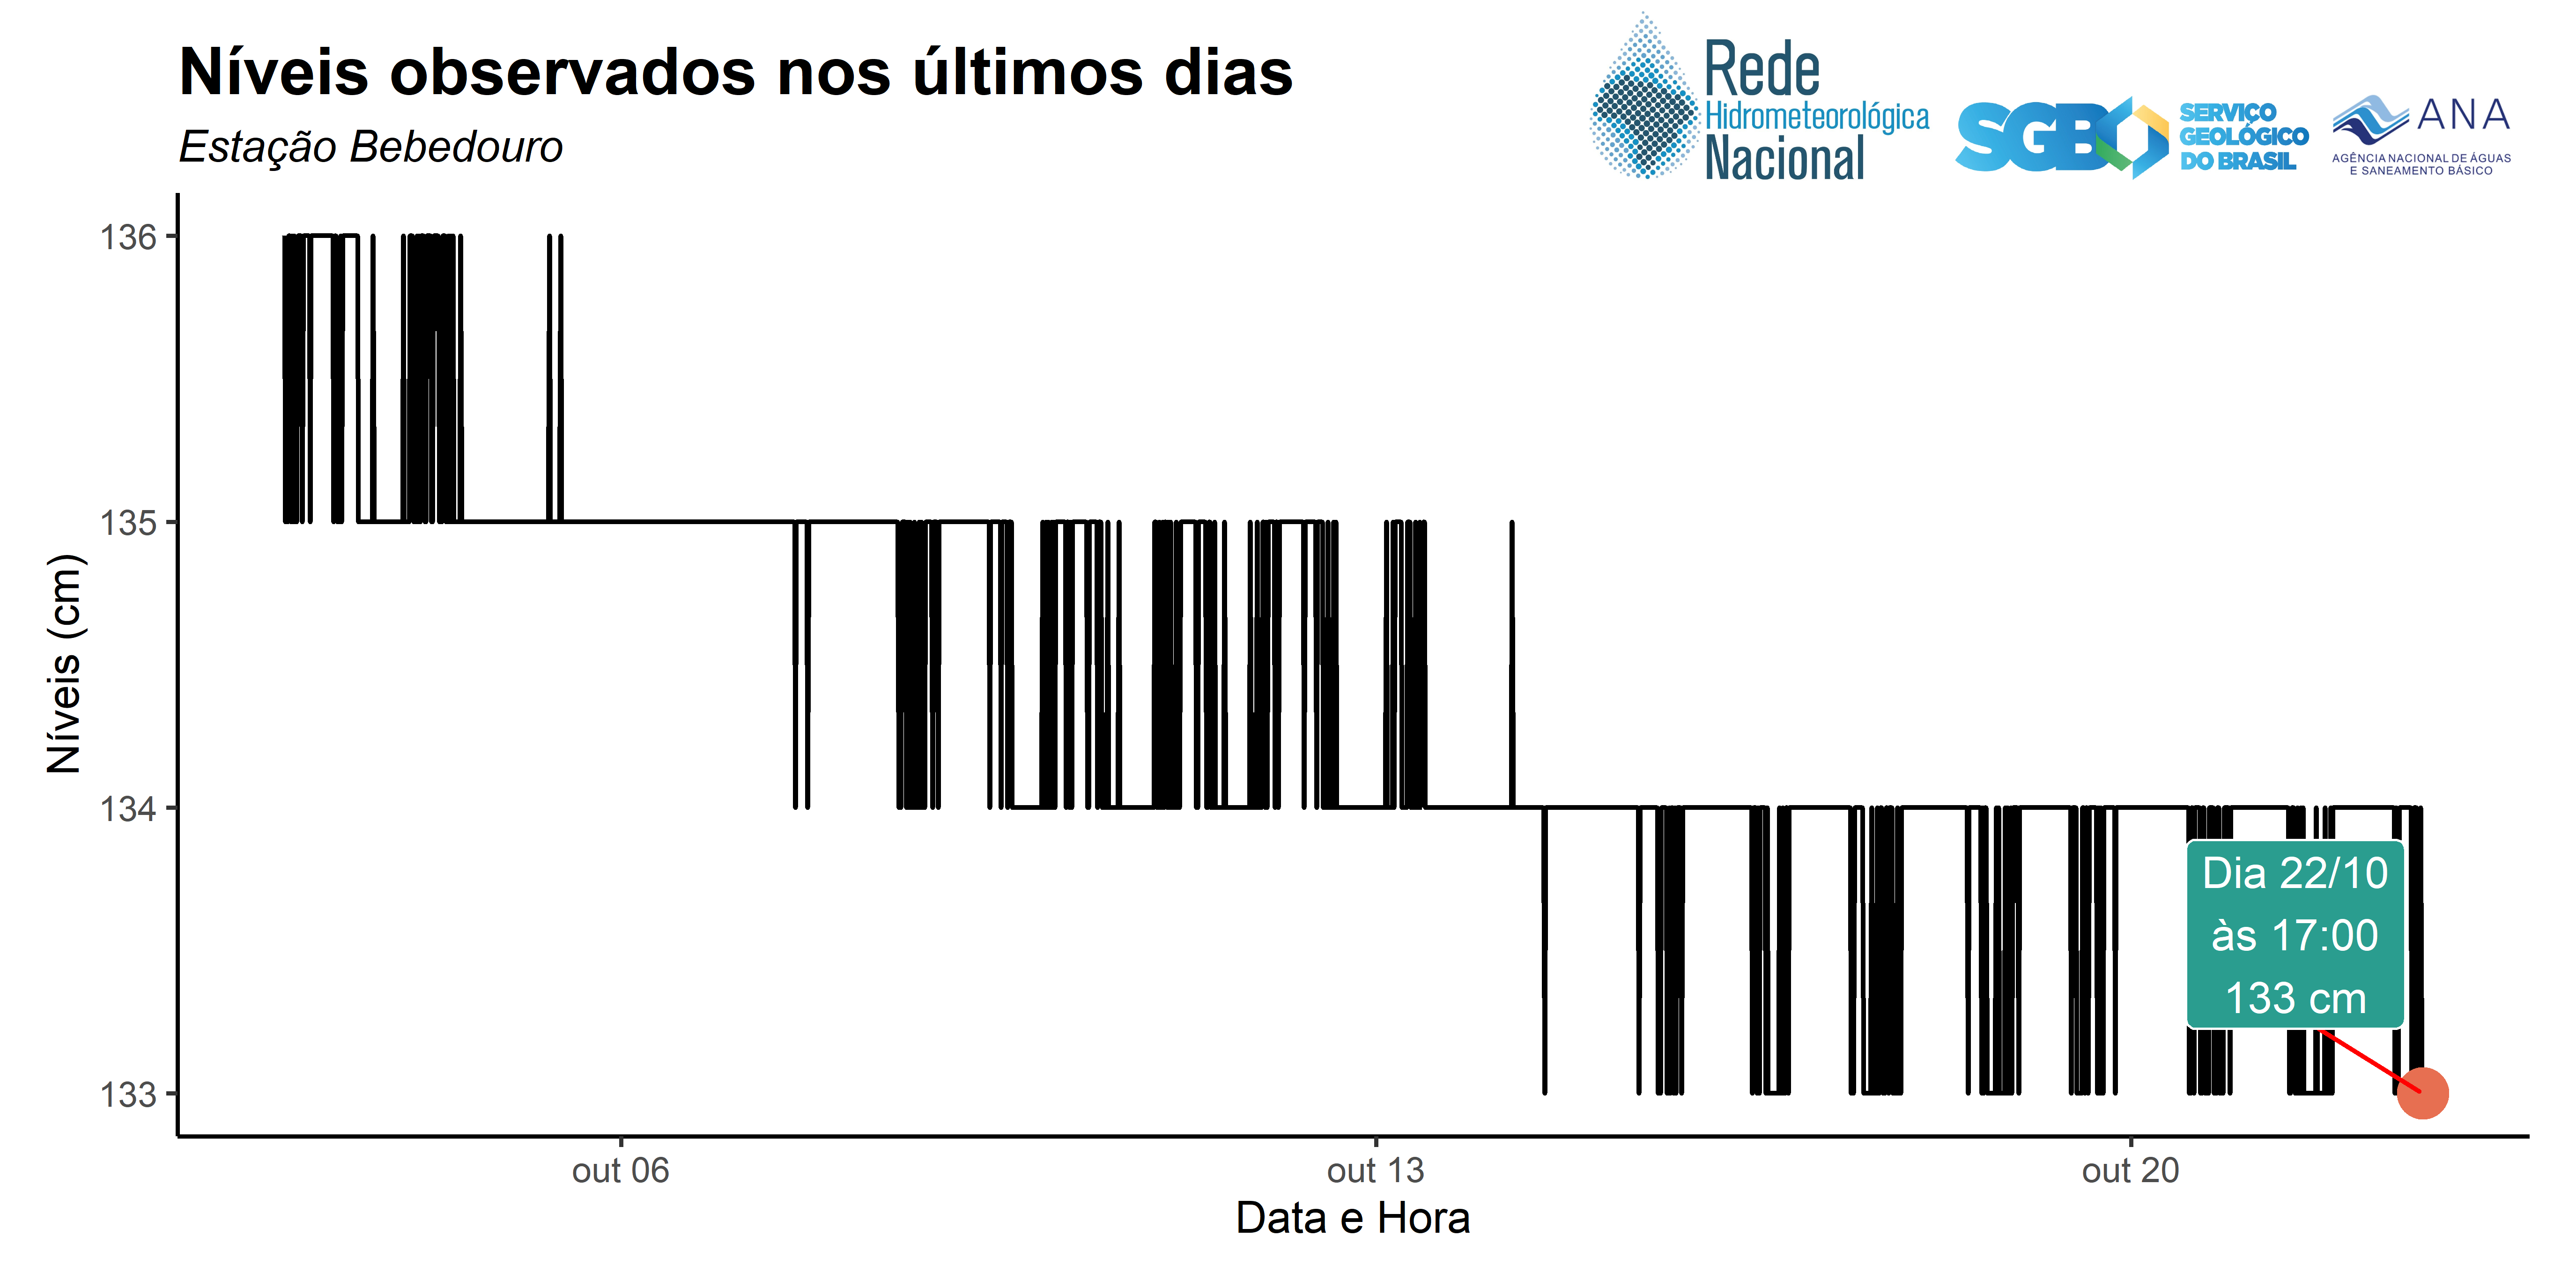 Níveis observados nos últimos dias
Estação Bebedouro
Rede
Hidrometeorológica
Nacional
SGB
SERVIÇO
GEOLÓGICO
DO BRASIL
ANA
AGÊNCIA NACIONAL DE ÁGUAS
E SANEAMENTO BÁSICO
Níveis (cm)
136
135
134
133
Dia 22/10
às 17:00
133 cm
out 06
out 13
out 20
Data e Hora